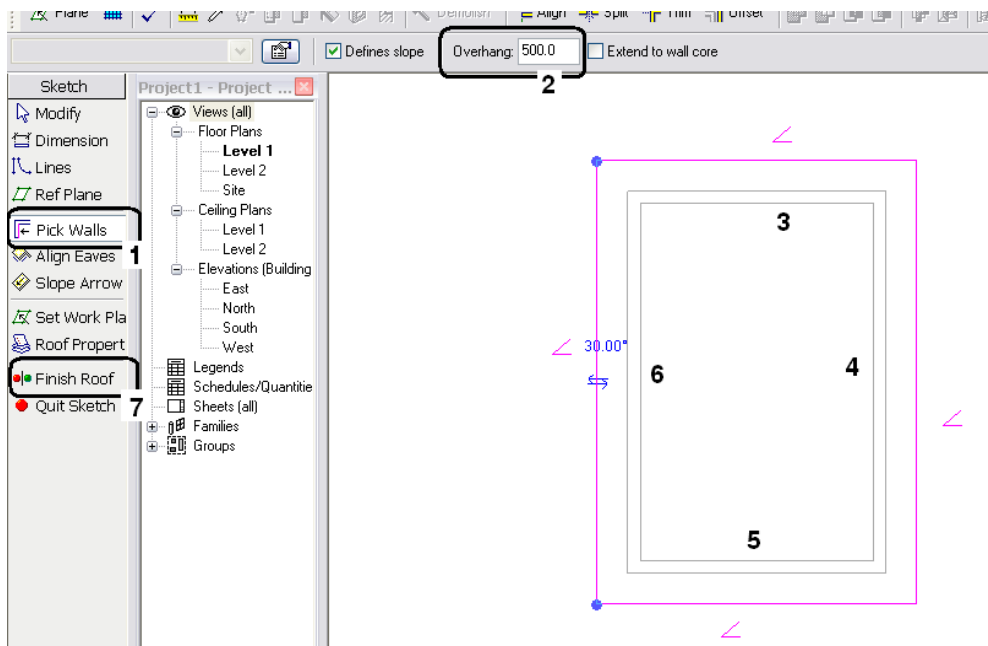 Plane Demolish Align Split Trim Offset
Defines slope Overhang: 500.0 Extend to wall core
2
Sketch
Modify
Dimension
Lines
Ref Plane
Pick Walls
1
Align Eaves
Slope Arrow
Set Work Pla
Roof Propert
Finish Roof
7
Quit Sketch
Project1 - Project ...
Views (all)
Floor Plans
Level 1
Level 2
Site
Ceiling Plans
Level 1
Level 2
Elevations (Building
East
North
South
West
Legends
Schedules/Quantitie
Sheets (all)
Families
Groups
3
30.00°
6
4
5